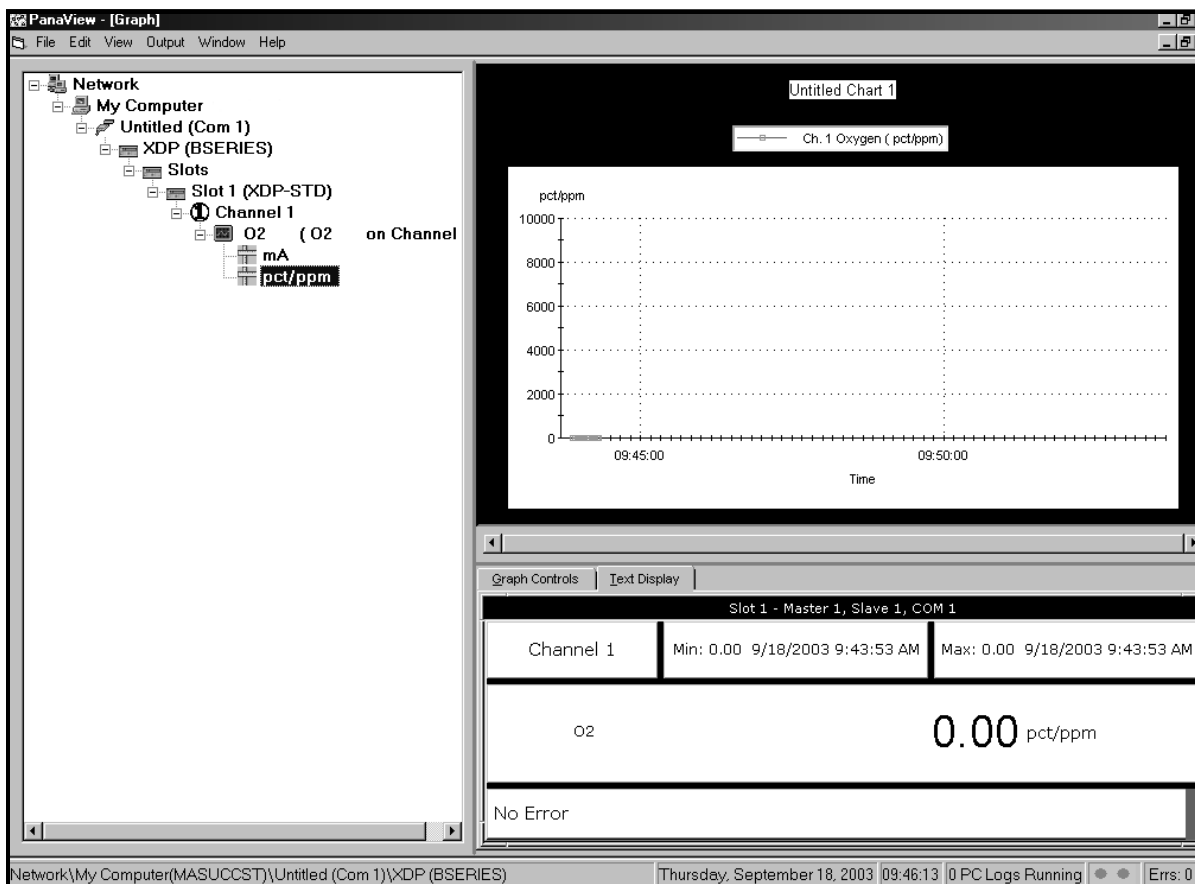 PanaView - [Graph]
File Edit View Output Window Help
Network
My Computer
Untitled (Com 1)
XDP (BSERIES)
Slots
Slot 1 (XDP-STD)
1 Channel 1
O2 ( O2 on Channel
mA
pct/ppm
Untitled Chart 1
Ch. 1 Oxygen ( pct/ppm)
pct/ppm
10000
8000
6000
4000
2000
0
09:45:00 09:50:00
Time
Graph Controls Text Display
Slot 1 - Master 1, Slave 1, COM 1
Channel 1 Min: 0.00 9/18/2003 9:43:53 AM Max: 0.00 9/18/2003 9:43:53 AM
O2 0.00 pct/ppm
No Error
Network\My Computer(MASUCCST)\Untitled (Com 1)\XDP (BSERIES) Thursday, September 18, 2003 09:46:13 0 PC Logs Running Errs: 0